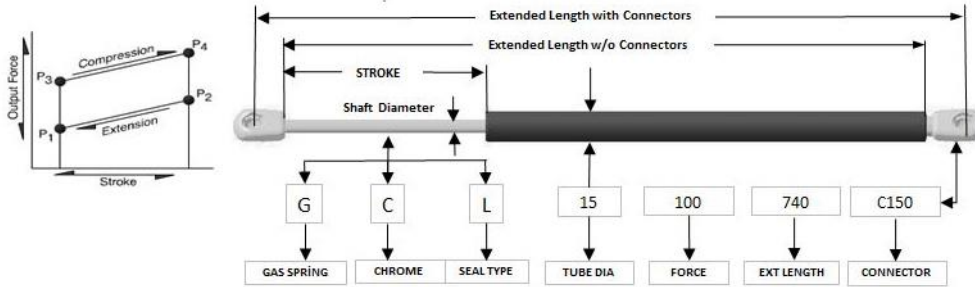 Extended Length with Connectors
Extended Length w/o Connectors
STROKE
Shaft Diameter
Output Force
P3
Compression
P4
P1
Extension
P2
Stroke
G
C
L
15
100
740
C150
GAS SPRİNG
CHROME
SEAL TYPE
TUBE DIA
FORCE
EXT LENGTH
CONNECTOR